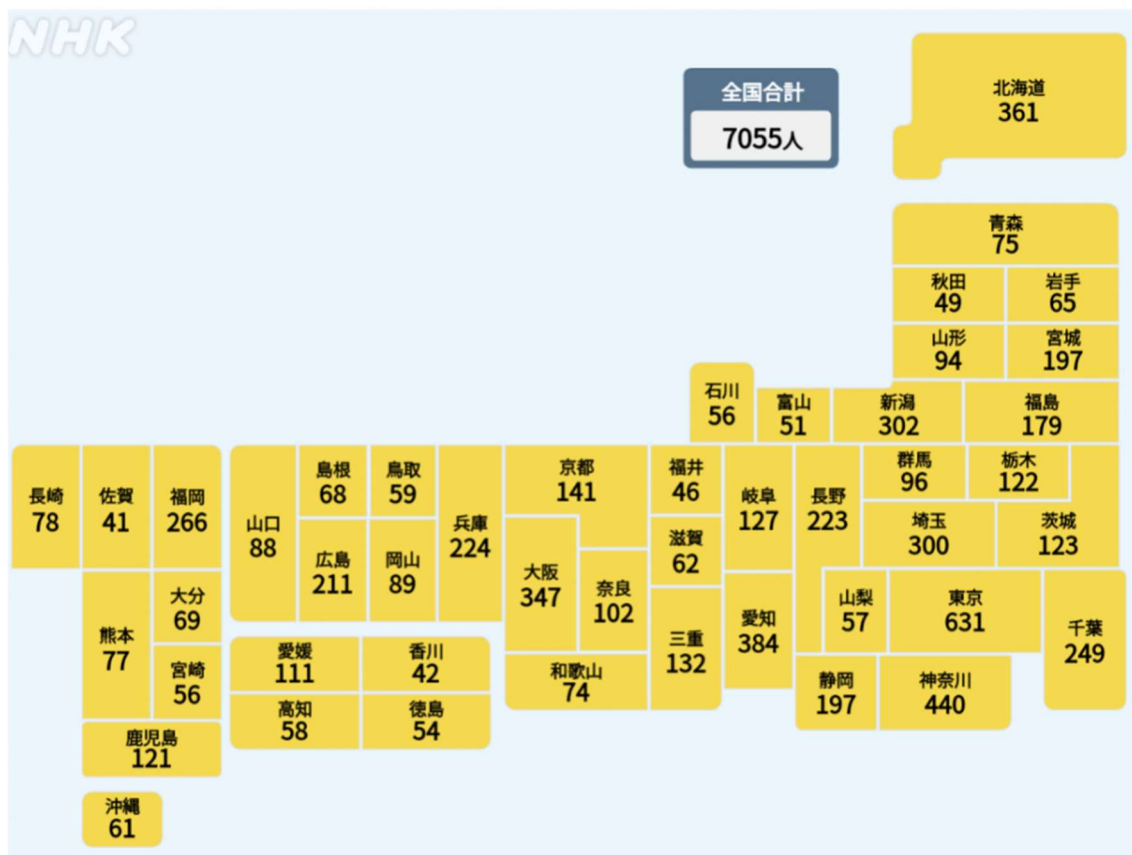 NHK
全国合計
7055人
北海道
361
青森
75
秋田
49
岩手
65
山形
94
宮城
197
石川
56
富山
51
新潟
302
福島
179
長崎
78
佐賀
41
福岡
266
山口
88
島根
68
鳥取
59
兵庫
224
京都
141
福井
46
岐阜
127
長野
223
群馬
96
栃木
122
埼玉
300
茨城
123
広島
211
岡山
89
大阪
347
奈良
102
滋賀
62
三重
132
愛知
384
山梨
57
東京
631
千葉
249
熊本
77
大分
69
宮崎
56
愛媛
111
香川
42
和歌山
74
静岡
197
神奈川
440
高知
58
徳島
54
鹿児島
121
沖縄
61